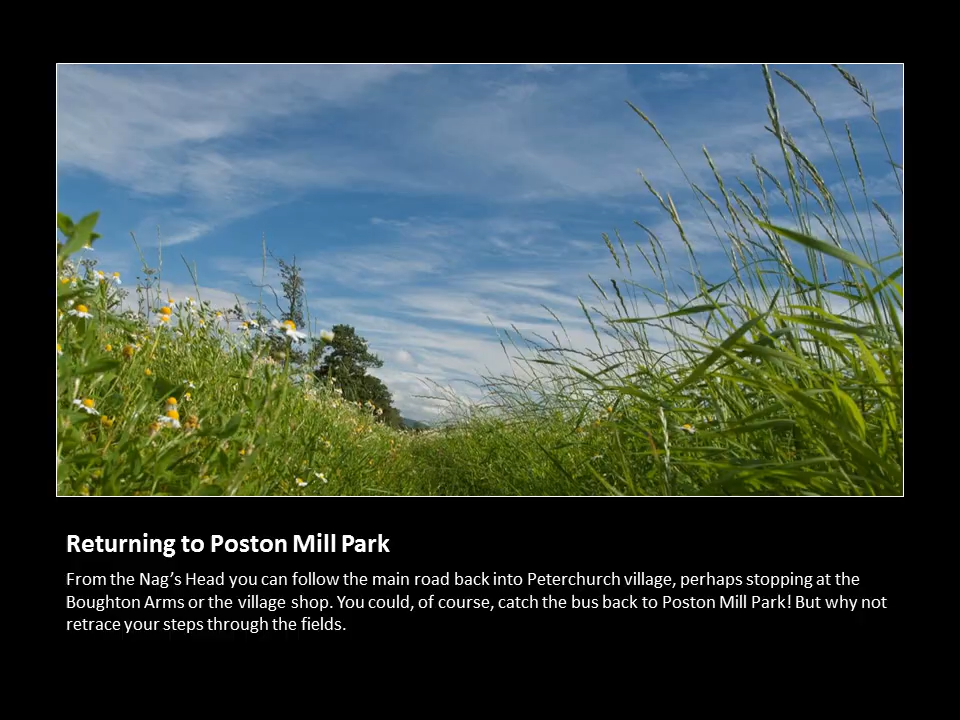 Returning to Poston Mill Park
From the Nag’s Head you can follow the main road back into Peterchurch village, perhaps stopping at the
Boughton Arms or the village shop. You could, of course, catch the bus back to Poston Mill Park! But why not
retrace your steps through the fields.